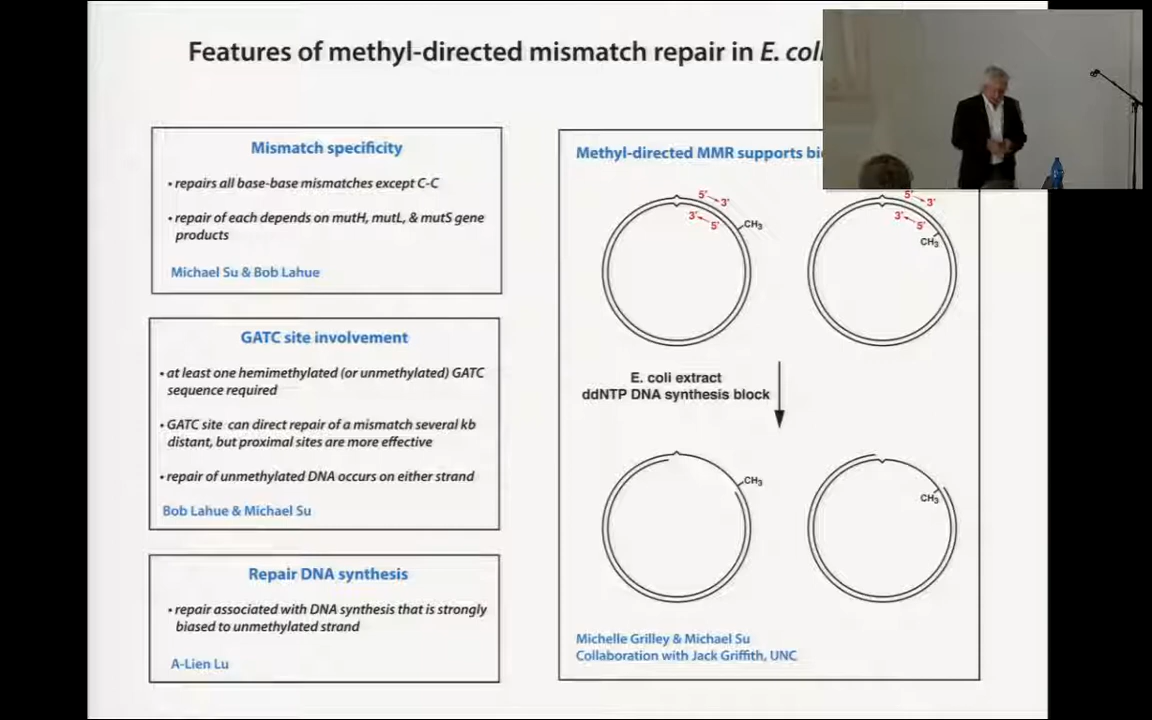 Features of methyl-directed mismatch repair in E. coli
Mismatch specificity
• repairs all base-base mismatches except C-C
• repair of each depends on mutH, mutL, & mutS gene
products
Michael Su & Bob Lahue
GATC site involvement
• at least one hemimethylated (or unmethylated) GATC
sequence required
• GATC site can direct repair of a mismatch several kb
distant, but proximal sites are more effective
• repair of unmethylated DNA occurs on either strand
Bob Lahue & Michael Su
Repair DNA synthesis
• repair associated with DNA synthesis that is strongly
biased to unmethylated strand
A-Lien Lu
Methyl-directed MMR supports
5' 3'
3' 5'
CH3
5' 3'
3' 5'
CH3
E. coli extract
ddNTP DNA synthesis block
CH3
CH3
Michelle Grilley & Michael Su
Collaboration with Jack Griffith, UNC